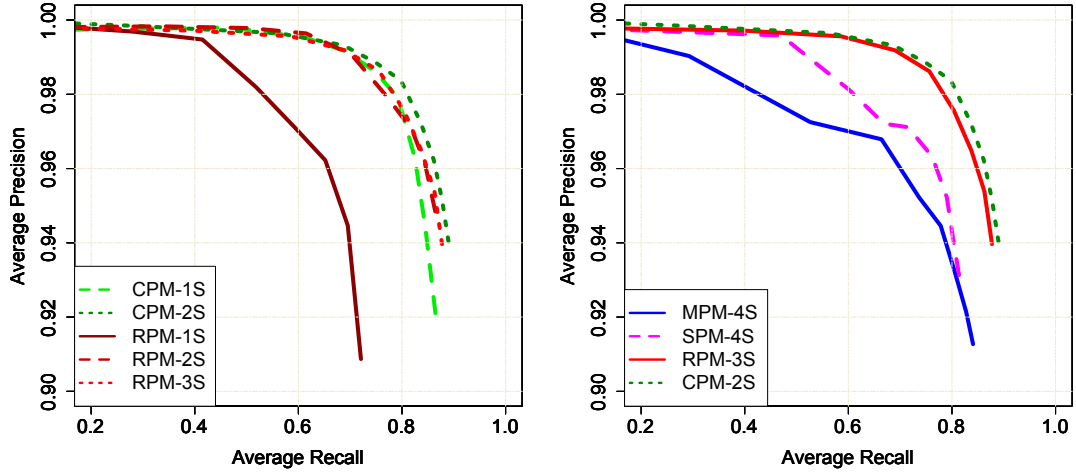 1.00
0.98
0.96
0.94
0.92
0.90
Average Precision
CPM-1S
CPM-2S
RPM-1S
RPM-2S
RPM-3S
0.2 0.4 0.6 0.8 1.0
Average Recall
1.00
0.98
0.96
0.94
0.92
0.90
Average Precision
MPM-4S
SPM-4S
RPM-3S
CPM-2S
0.2 0.4 0.6 0.8 1.0
Average Recall